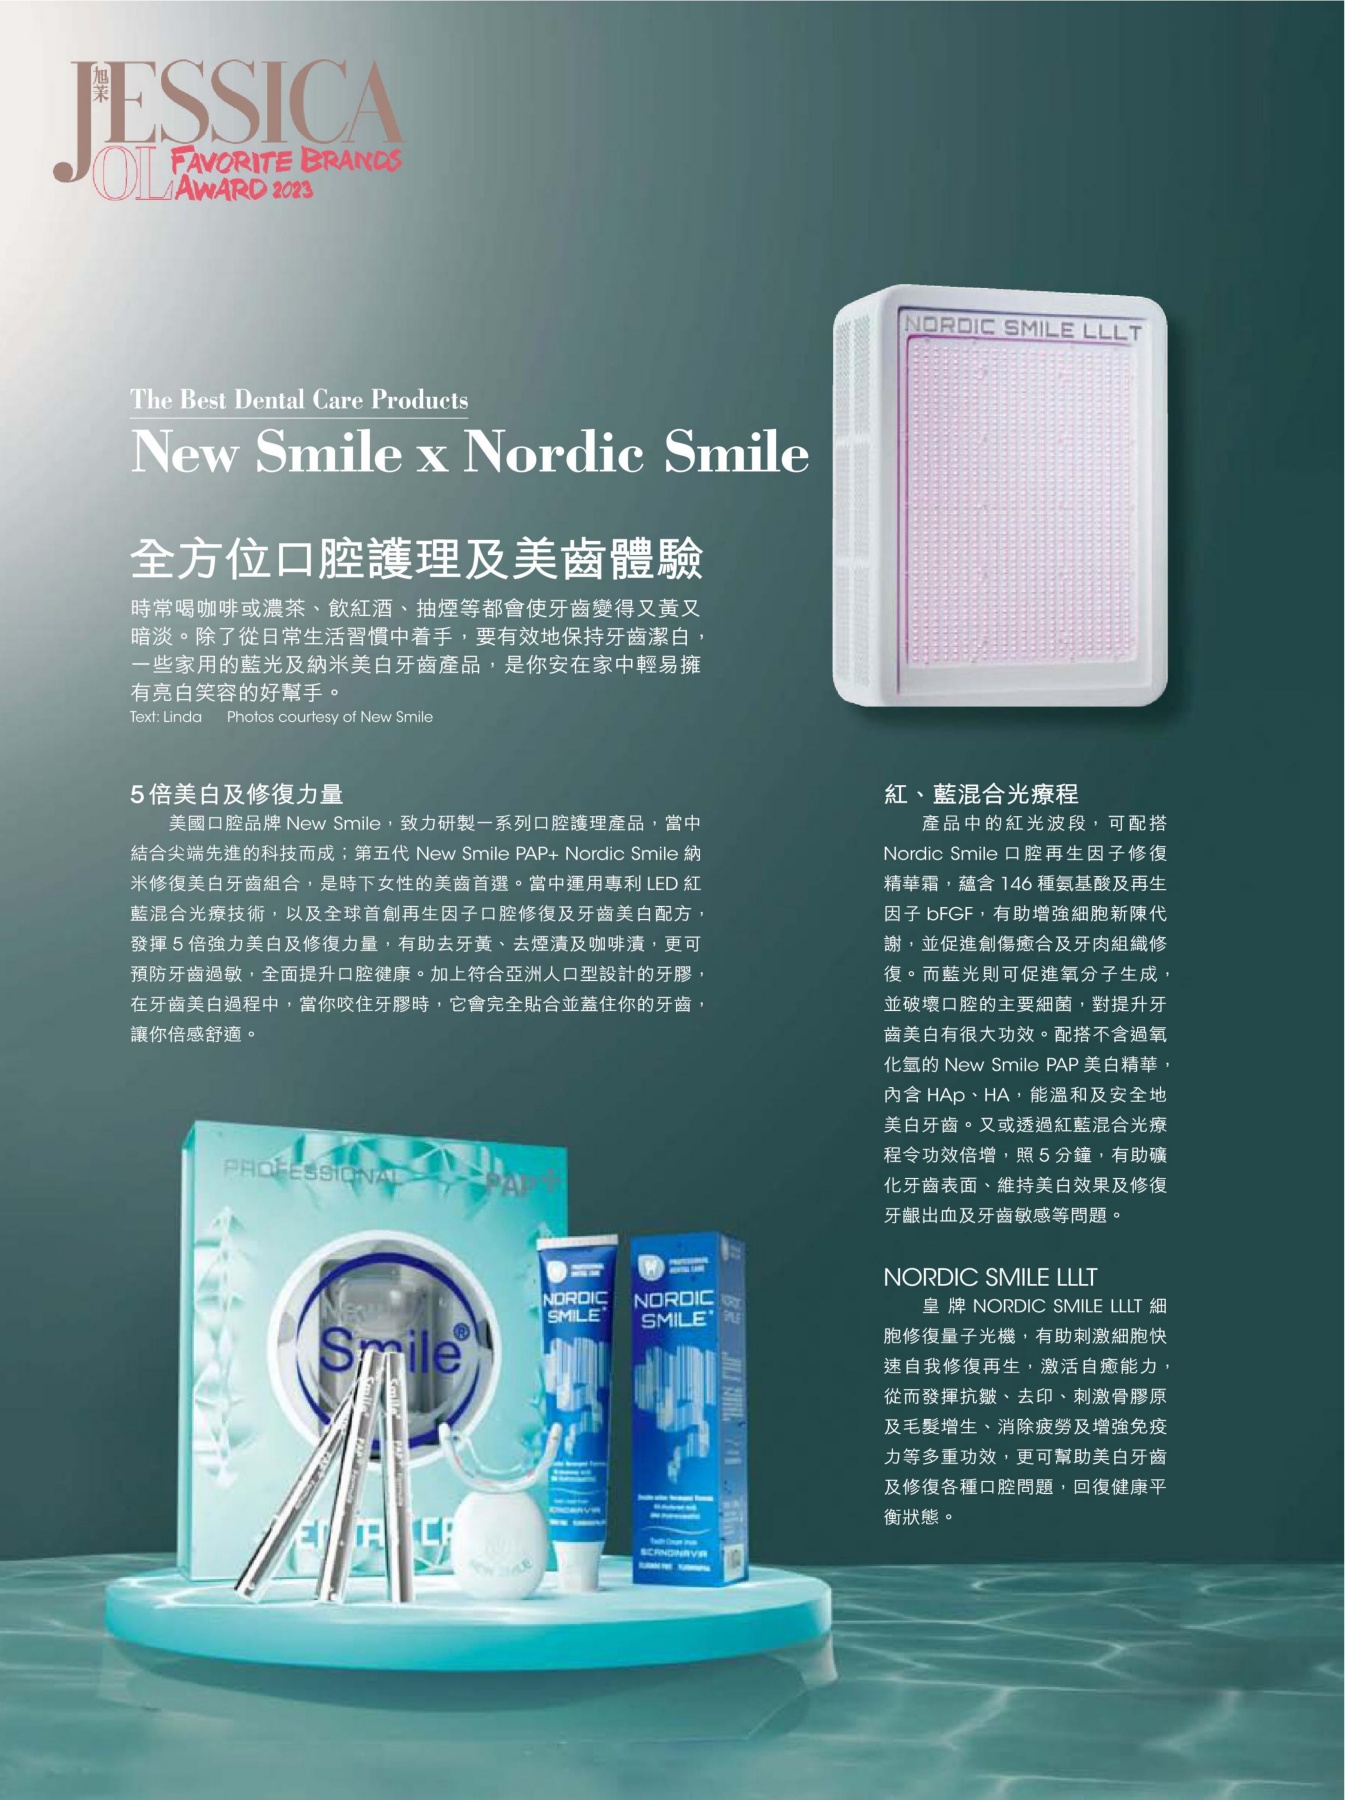 JESSICA
旭茉
OL FAVORITE BRANDS
AWARD 2023
NORDIC SMILE LLLT
The Best Dental Care Products
New Smile x Nordic Smile
全方位口腔護理及美齒體驗
時常喝咖啡或濃茶、飲紅酒、抽煙等都會使牙齒變得又黃又
暗淡。除了從日常生活習慣中着手，要有效地保持牙齒潔白，
一些家用的藍光及納米美白牙齒產品，是你安在家中輕易擁
有亮白笑容的好幫手。
Text: Linda Photos courtesy of New Smile
5倍美白及修復力量
美國口腔品牌 New Smile，致力研製一系列口腔護理產品，當中
結合尖端先進的科技而成；第五代 New Smile PAP+ Nordic Smile 納
米修復美白牙齒組合，是時下女性的美齒首選。當中運用專利 LED 紅
藍混合光療技術，以及全球首創再生因子口腔修復及牙齒美白配方，
發揮 5 倍強力美白及修復力量，有助去牙黃、去煙漬及咖啡漬，更可
預防牙齒過敏，全面提升口腔健康。加上符合亞洲人口型設計的牙膠，
在牙齒美白過程中，當你咬住牙膠時，它會完全貼合並蓋住你的牙齒，
讓你倍感舒適。
紅、藍混合光療程
產品中的紅光波段，可配搭
Nordic Smile 口腔再生因子修復
精華霜，蘊含 146 種氨基酸及再生
因子 bFGF，有助增強細胞新陳代
謝，並促進創傷癒合及牙肉組織修
復。而藍光則可促進氧分子生成，
並破壞口腔的主要細菌，對提升牙
齒美白有很大功效。配搭不含過氧
化氫的 New Smile PAP 美白精華，
內含 HAp、HA，能溫和及安全地
美白牙齒。又或透過紅藍混合光療
程令功效倍增，照 5 分鐘，有助礦
化牙齒表面、維持美白效果及修復
牙齦出血及牙齒敏感等問題。
NORDIC SMILE LLLT
皇牌 NORDIC SMILE LLLT 細
胞修復量子光機，有助刺激細胞快
速自我修復再生，激活自癒能力，
從而發揮抗皺、去印、刺激骨膠原
及毛髮增生、消除疲勞及增強免疫
力等多重功效，更可幫助美白牙齒
及修復各種口腔問題，回復健康平
衡狀態。
PROFESSIONAL PAP+
Smile®
NORDIC
SMILE
PROFESSIONAL
DENTAL CARE
NORDIC
SMILE
SCANDINAVIA
NEW SMILE